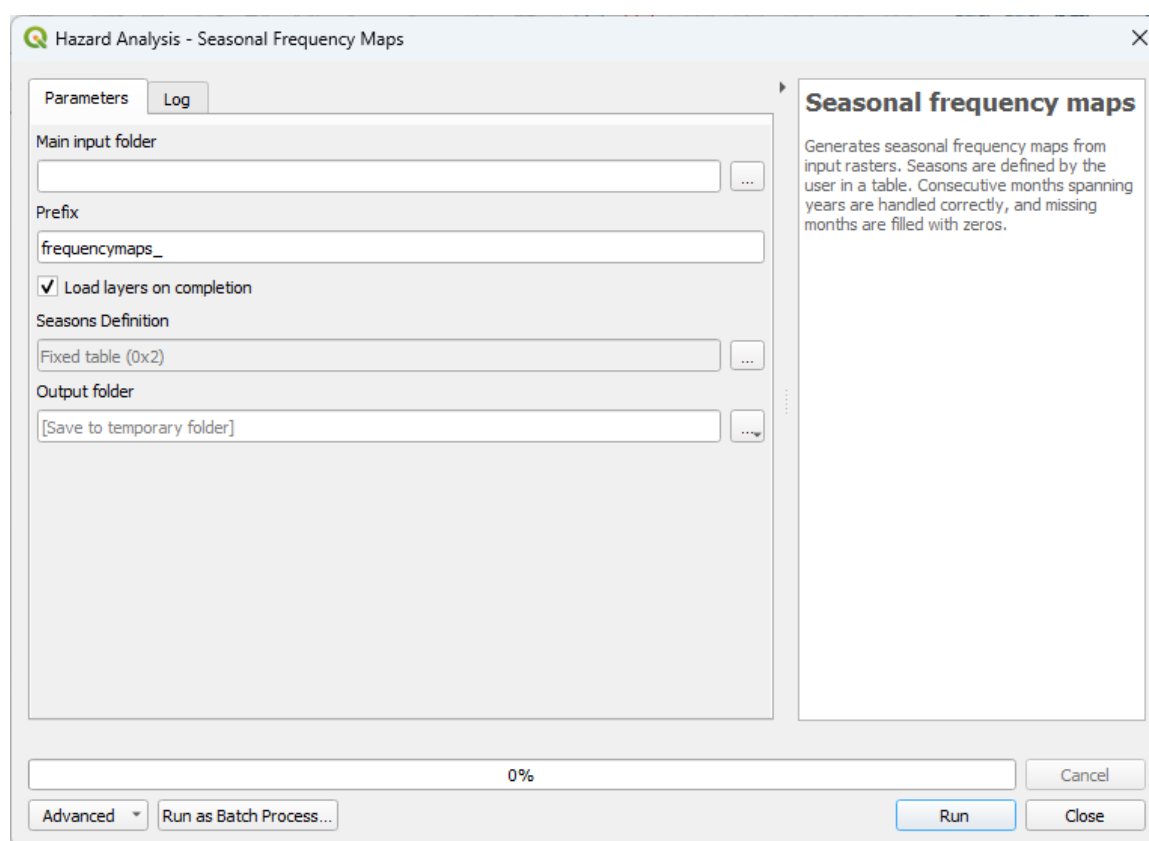 Hazard Analysis - Seasonal Frequency Maps
Parameters
Log
Main input folder
...
Prefix
frequencymaps_
Load layers on completion
Seasons Definition
Fixed table (0x2)
...
Output folder
[Save to temporary folder]
...
Seasonal frequency maps
Generates seasonal frequency maps from
input rasters. Seasons are defined by the
user in a table. Consecutive months spanning
years are handled correctly, and missing
months are filled with zeros.
0%
Cancel
Advanced
Run as Batch Process...
Run
Close